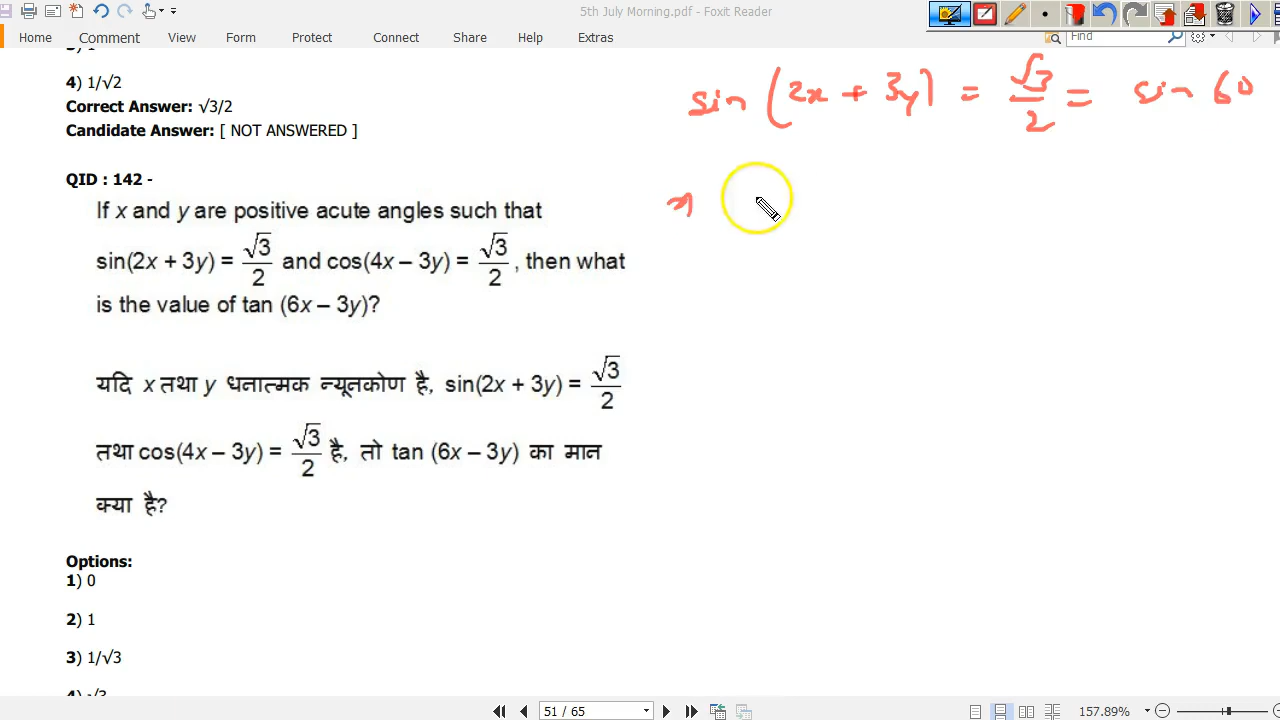 5th July Morning.pdf - Foxit Reader
Home Comment View Form Protect Connect Share Help Extras
Find
4) 1/√2
Correct Answer: √3/2
Candidate Answer: [ NOT ANSWERED ]
sin (2x + 3y) = √3/2 = sin 60
QID : 142 -
If x and y are positive acute angles such that
sin(2x + 3y) = √3/2 and cos(4x – 3y) = √3/2 , then what
is the value of tan (6x – 3y)?
यदि x तथा y धनात्मक न्यूनकोण है, sin(2x + 3y) = √3/2
तथा cos(4x – 3y) = √3/2 है, तो tan (6x – 3y) का मान
क्या है?
Options:
1) 0
2) 1
3) 1/√3
4) √3
51 / 65
157.89%